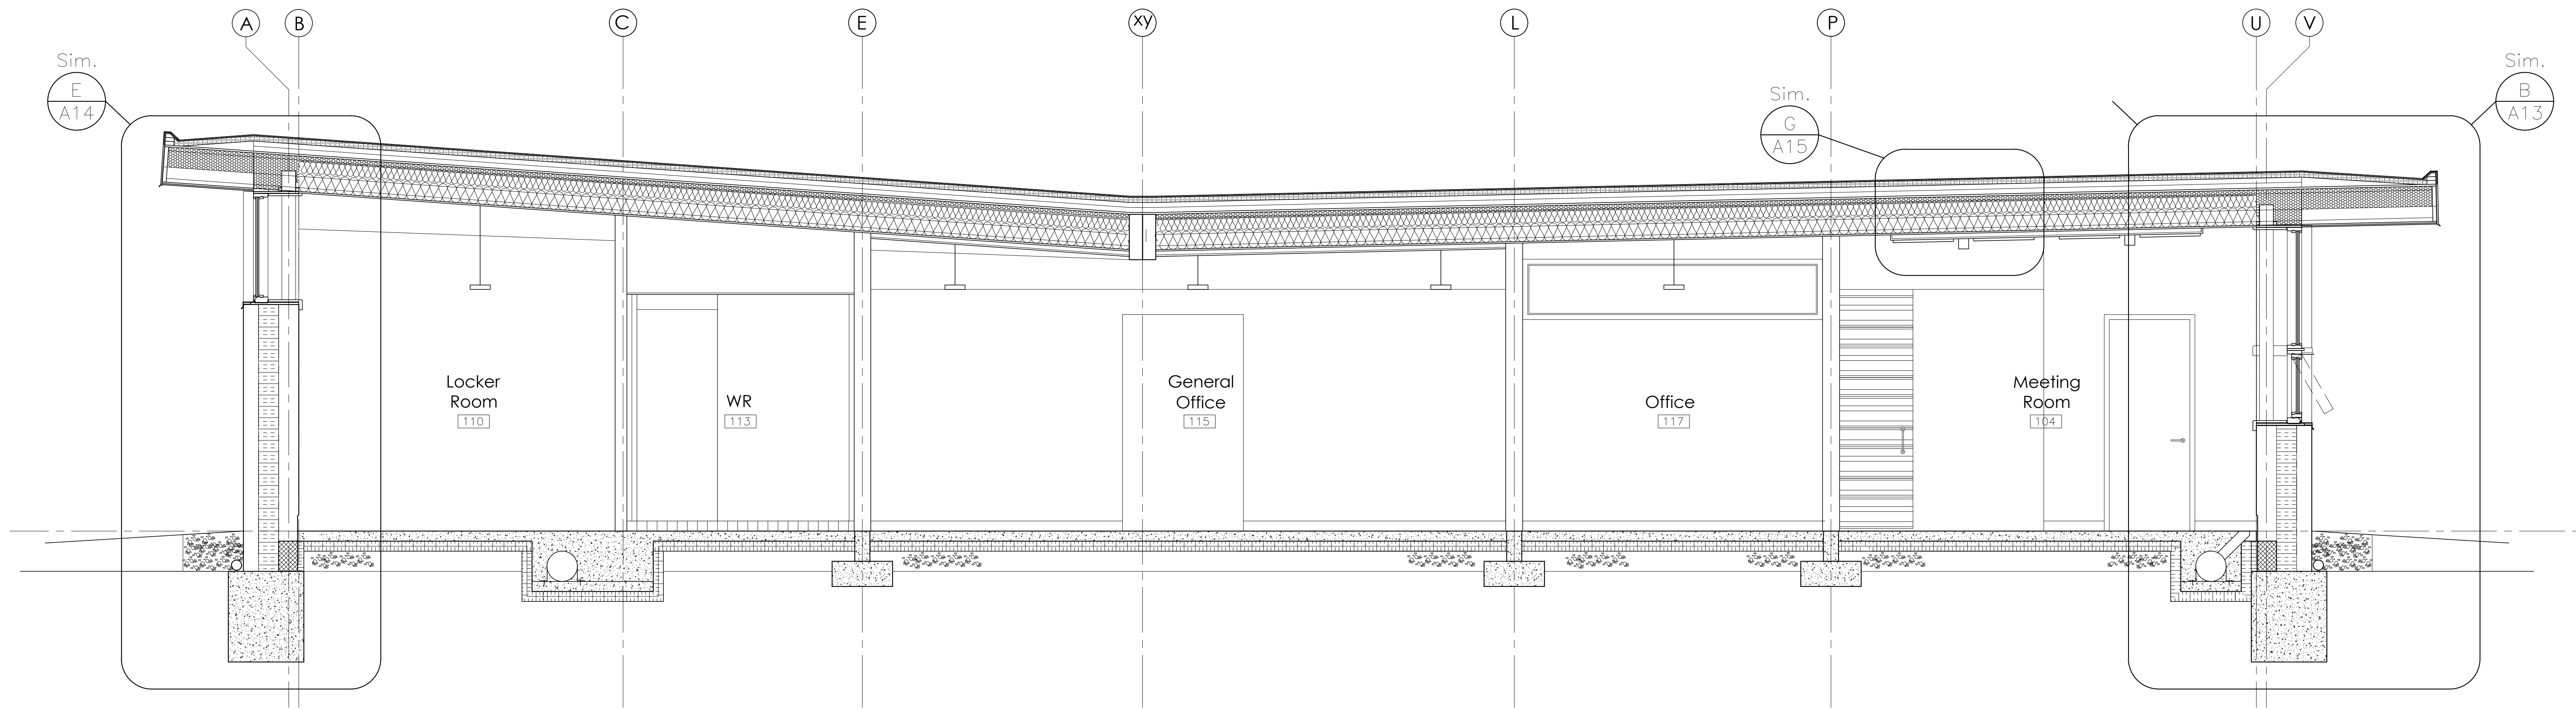 A
B
C
E
xy
L
P
U
V
Sim.
E
A14
Sim.
G
A15
Sim.
B
A13
Locker
Room
110
WR
113
General
Office
115
Office
117
Meeting
Room
104